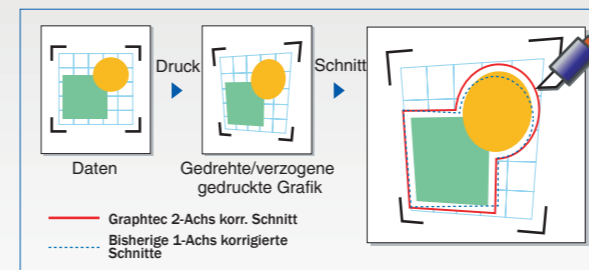 Druck
Schnitt
Daten
Gedrehte/verzogene
gedruckte Grafik
Graphtec 2-Achs korr. Schnitt
Bisherige 1-Achs korrigierte
Schnitte